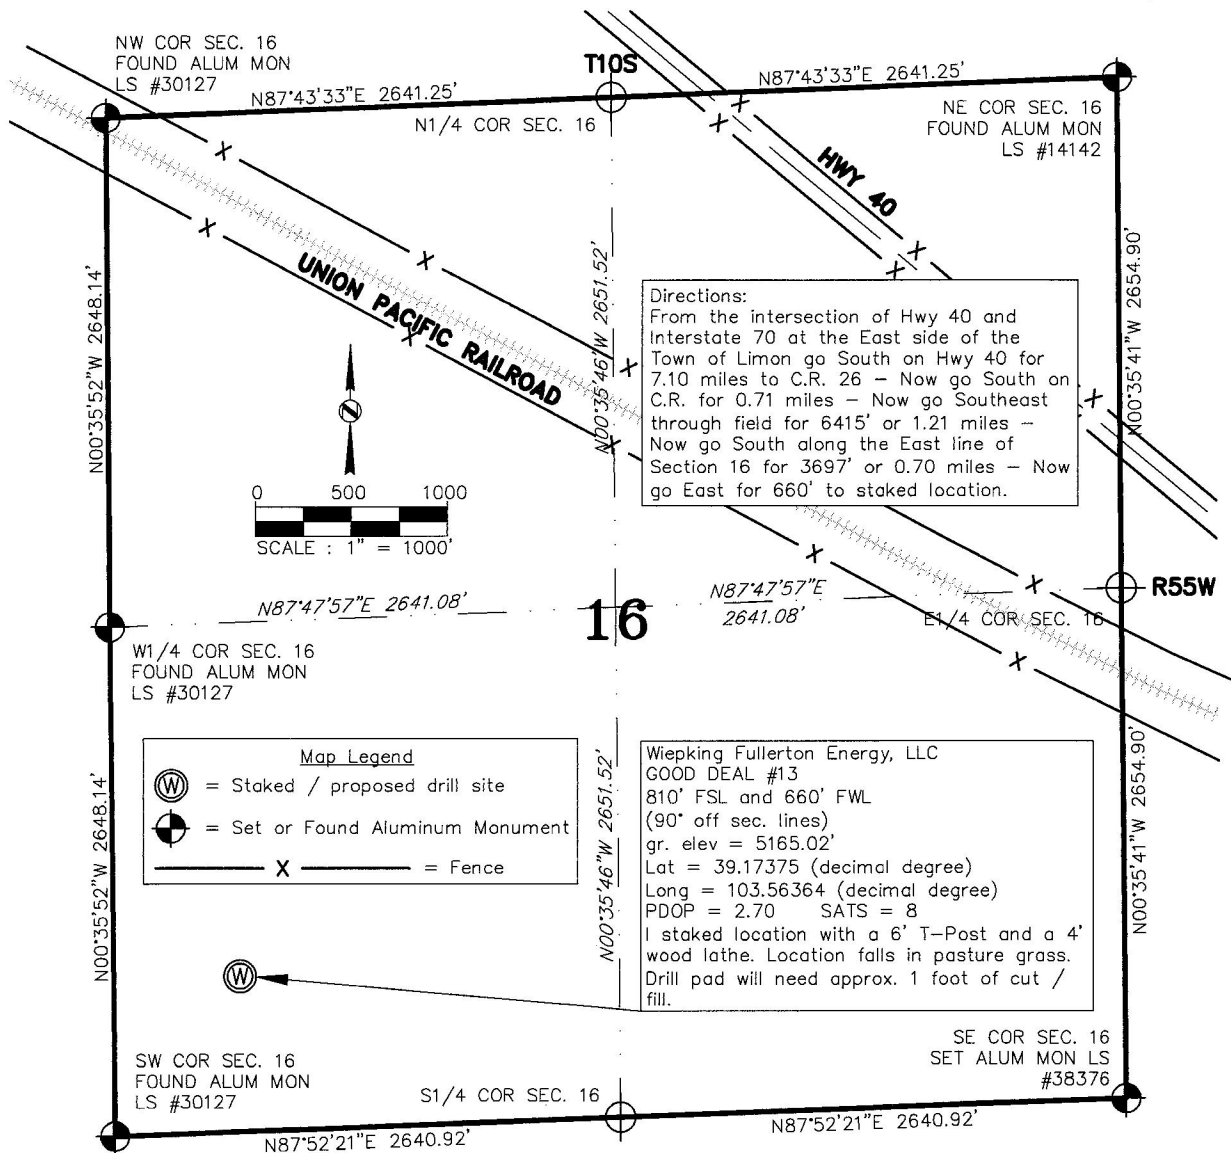 NW COR SEC. 16
FOUND ALUM MON
LS #30127
N87°43'33"E 2641.25'
T10S
N87°43'33"E 2641.25'
N1/4 COR SEC. 16
NE COR SEC. 16
FOUND ALUM MON
LS #14142
HWY 40
UNION PACIFIC RAILROAD
N00°35'52"W 2648.14'
N00°35'46"W 2651.52'
N00°35'41"W 2654.90'
Directions:
From the intersection of Hwy 40 and
Interstate 70 at the East side of the
Town of Limon go South on Hwy 40 for
7.10 miles to C.R. 26 – Now go South on
C.R. for 0.71 miles – Now go Southeast
through field for 6415' or 1.21 miles –
Now go South along the East line of
Section 16 for 3697' or 0.70 miles – Now
go East for 660' to staked location.
N
0 500 1000
SCALE : 1" = 1000'
N87°47'57"E 2641.08'
16
N87°47'57"E
2641.08'
R55W
E1/4 COR SEC. 16
W1/4 COR SEC. 16
FOUND ALUM MON
LS #30127
Map Legend
W = Staked / proposed drill site
= Set or Found Aluminum Monument
X = Fence
N00°35'52"W 2648.14'
N00°35'46"W 2651.52'
N00°35'41"W 2654.90'
Wiepking Fullerton Energy, LLC
GOOD DEAL #13
810' FSL and 660' FWL
(90° off sec. lines)
gr. elev = 5165.02'
Lat = 39.17375 (decimal degree)
Long = 103.56364 (decimal degree)
PDOP = 2.70 SATS = 8
I staked location with a 6' T-Post and a 4'
wood lathe. Location falls in pasture grass.
Drill pad will need approx. 1 foot of cut /
fill.
W
SW COR SEC. 16
FOUND ALUM MON
LS #30127
S1/4 COR SEC. 16
SE COR SEC. 16
SET ALUM MON LS
#38376
N87°52'21"E 2640.92'
N87°52'21"E 2640.92'